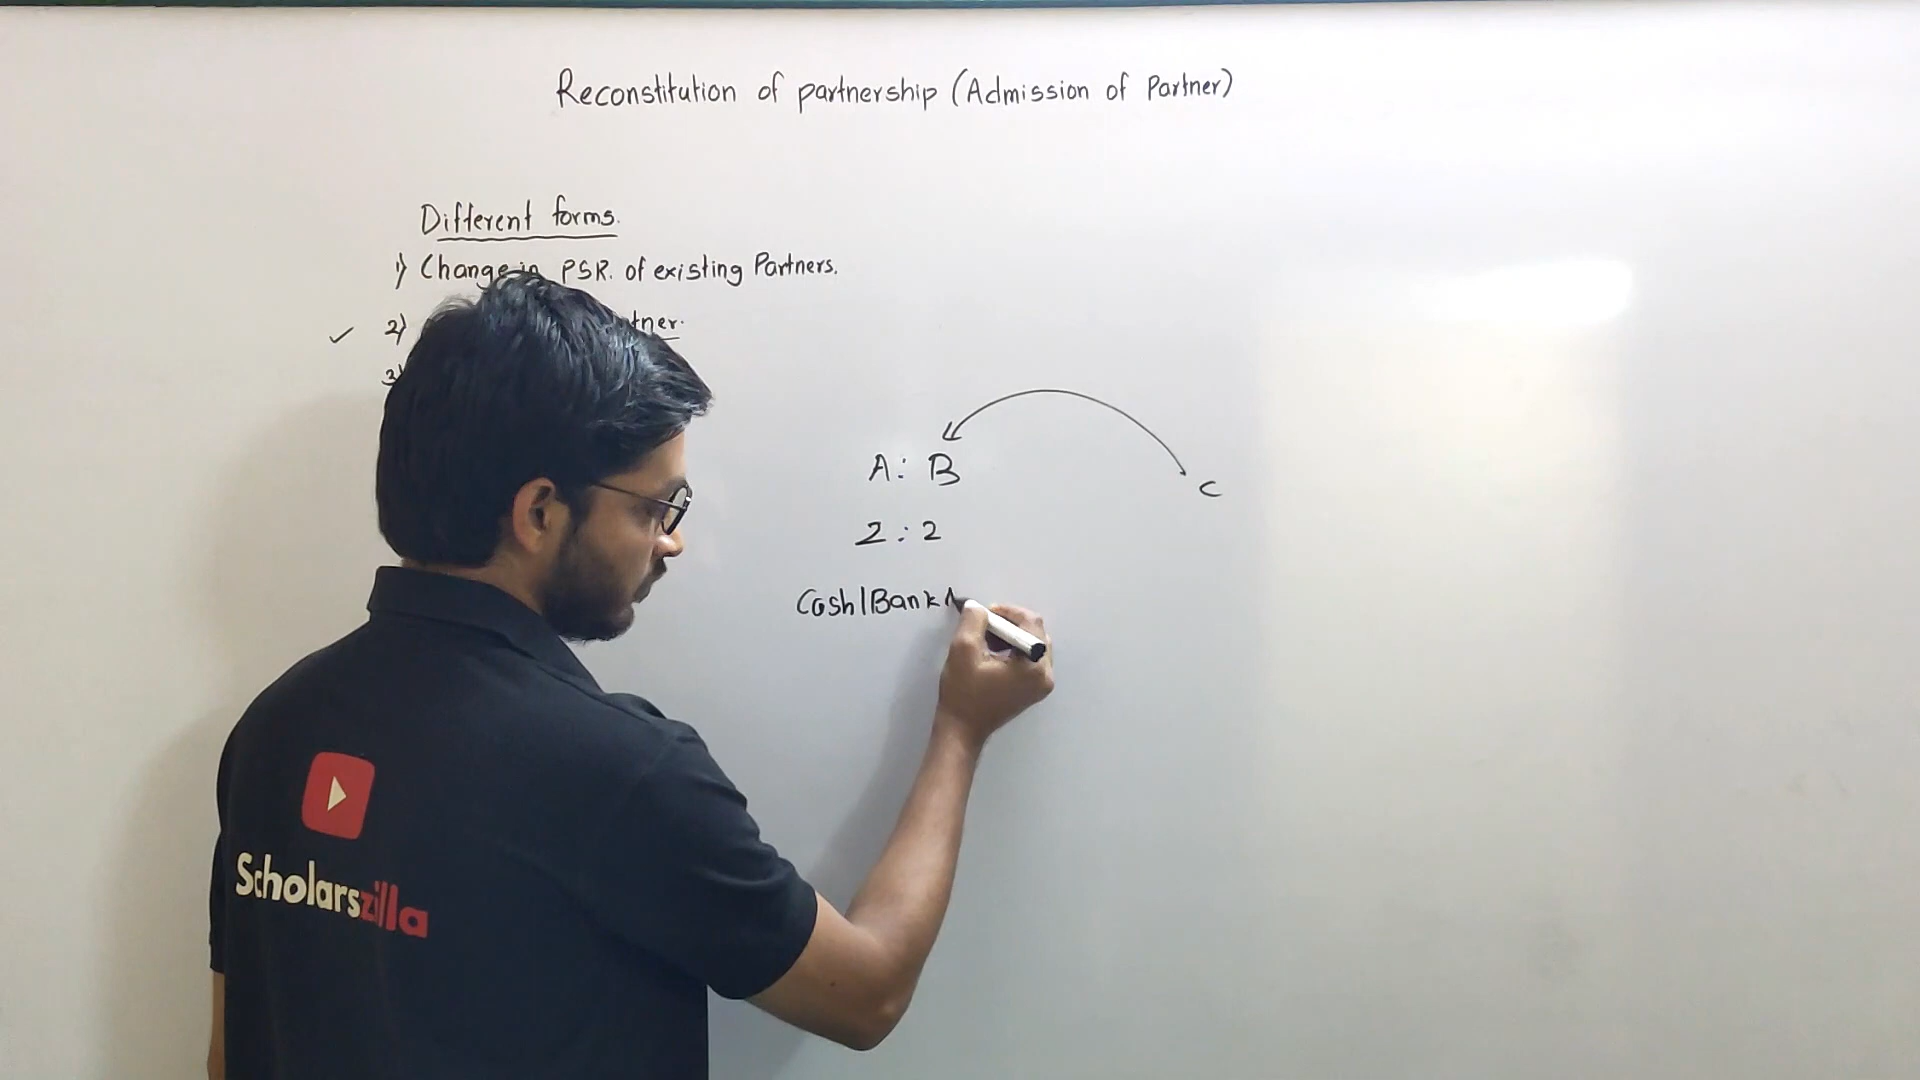 Reconstitution of partnership (Admission of Partner)
Different forms.
1) Change in PSR. of existing Partners.
2)
3)
A : B
C
2 : 2
Cash/Bank A
Scholarszilla